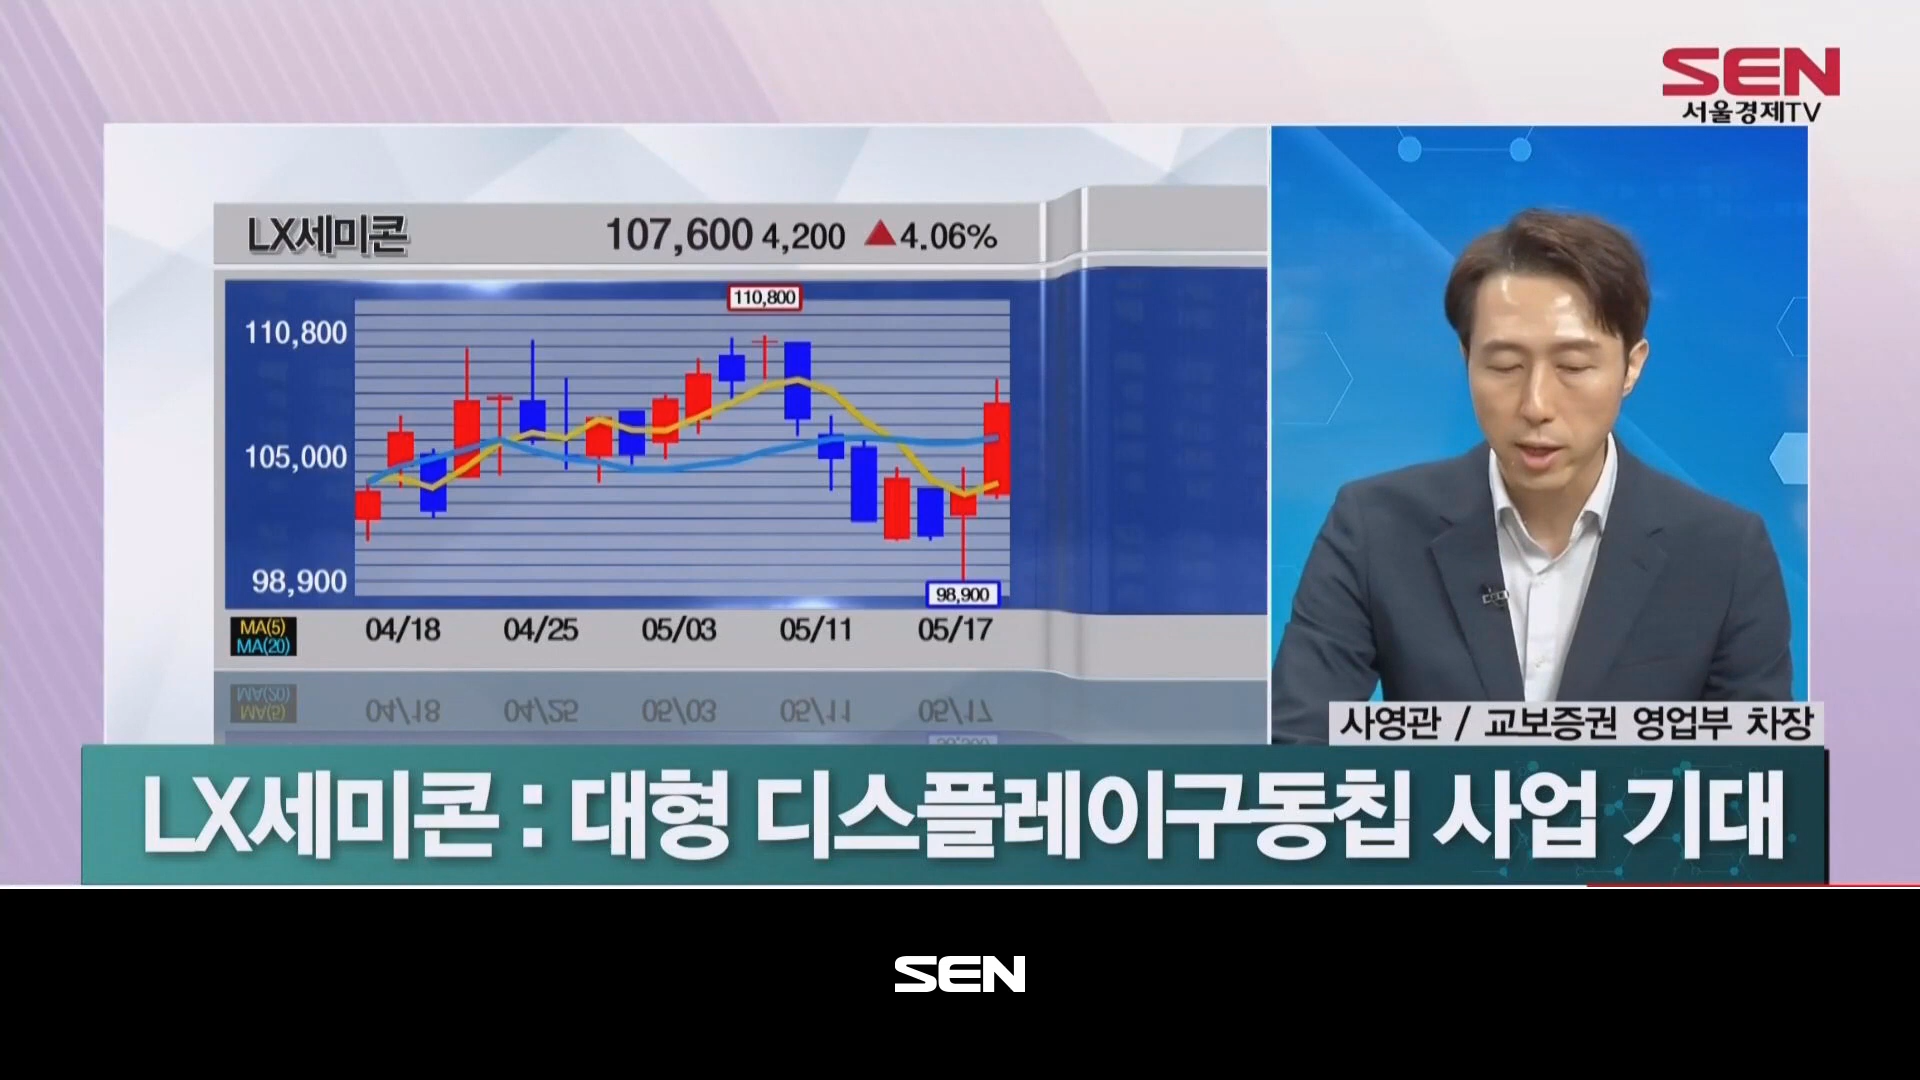 SEN
서울경제TV
LX세미콘 107,600 4,200 ▲4.06%
110,800
110,800
105,000
98,900
98,900
MA(5)
MA(20)
04/18 04/25 05/03 05/11 05/17
사영관 / 교보증권 영업부 차장
LX세미콘 : 대형 디스플레이구동칩 사업 기대
SEN